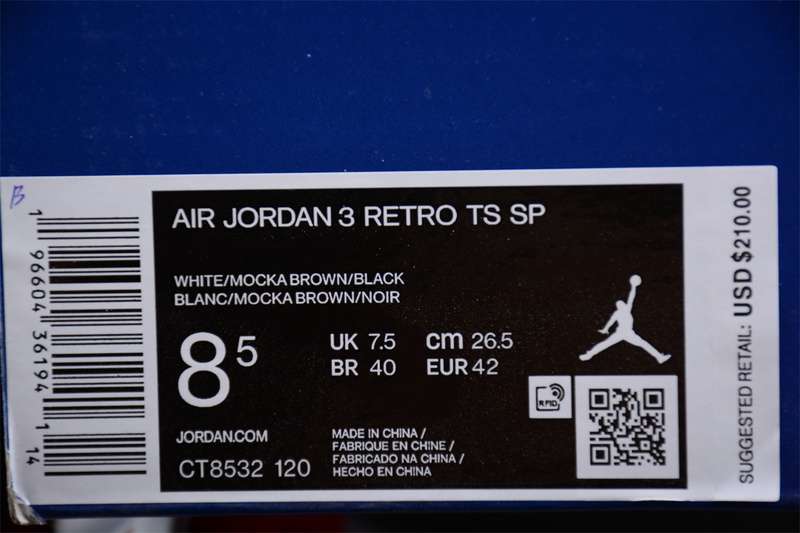 B
AIR JORDAN 3 RETRO TS SP
WHITE/MOCKA BROWN/BLACK
BLANC/MOCKA BROWN/NOIR
8 5
UK 7.5 cm 26.5
BR 40 EUR 42
JORDAN.COM
CT8532 120
MADE IN CHINA /
FABRIQUE EN CHINE /
FABRICADO NA CHINA /
HECHO EN CHINA
RFID
1 96604 36194 1
14
SUGGESTED RETAIL: USD $210.00